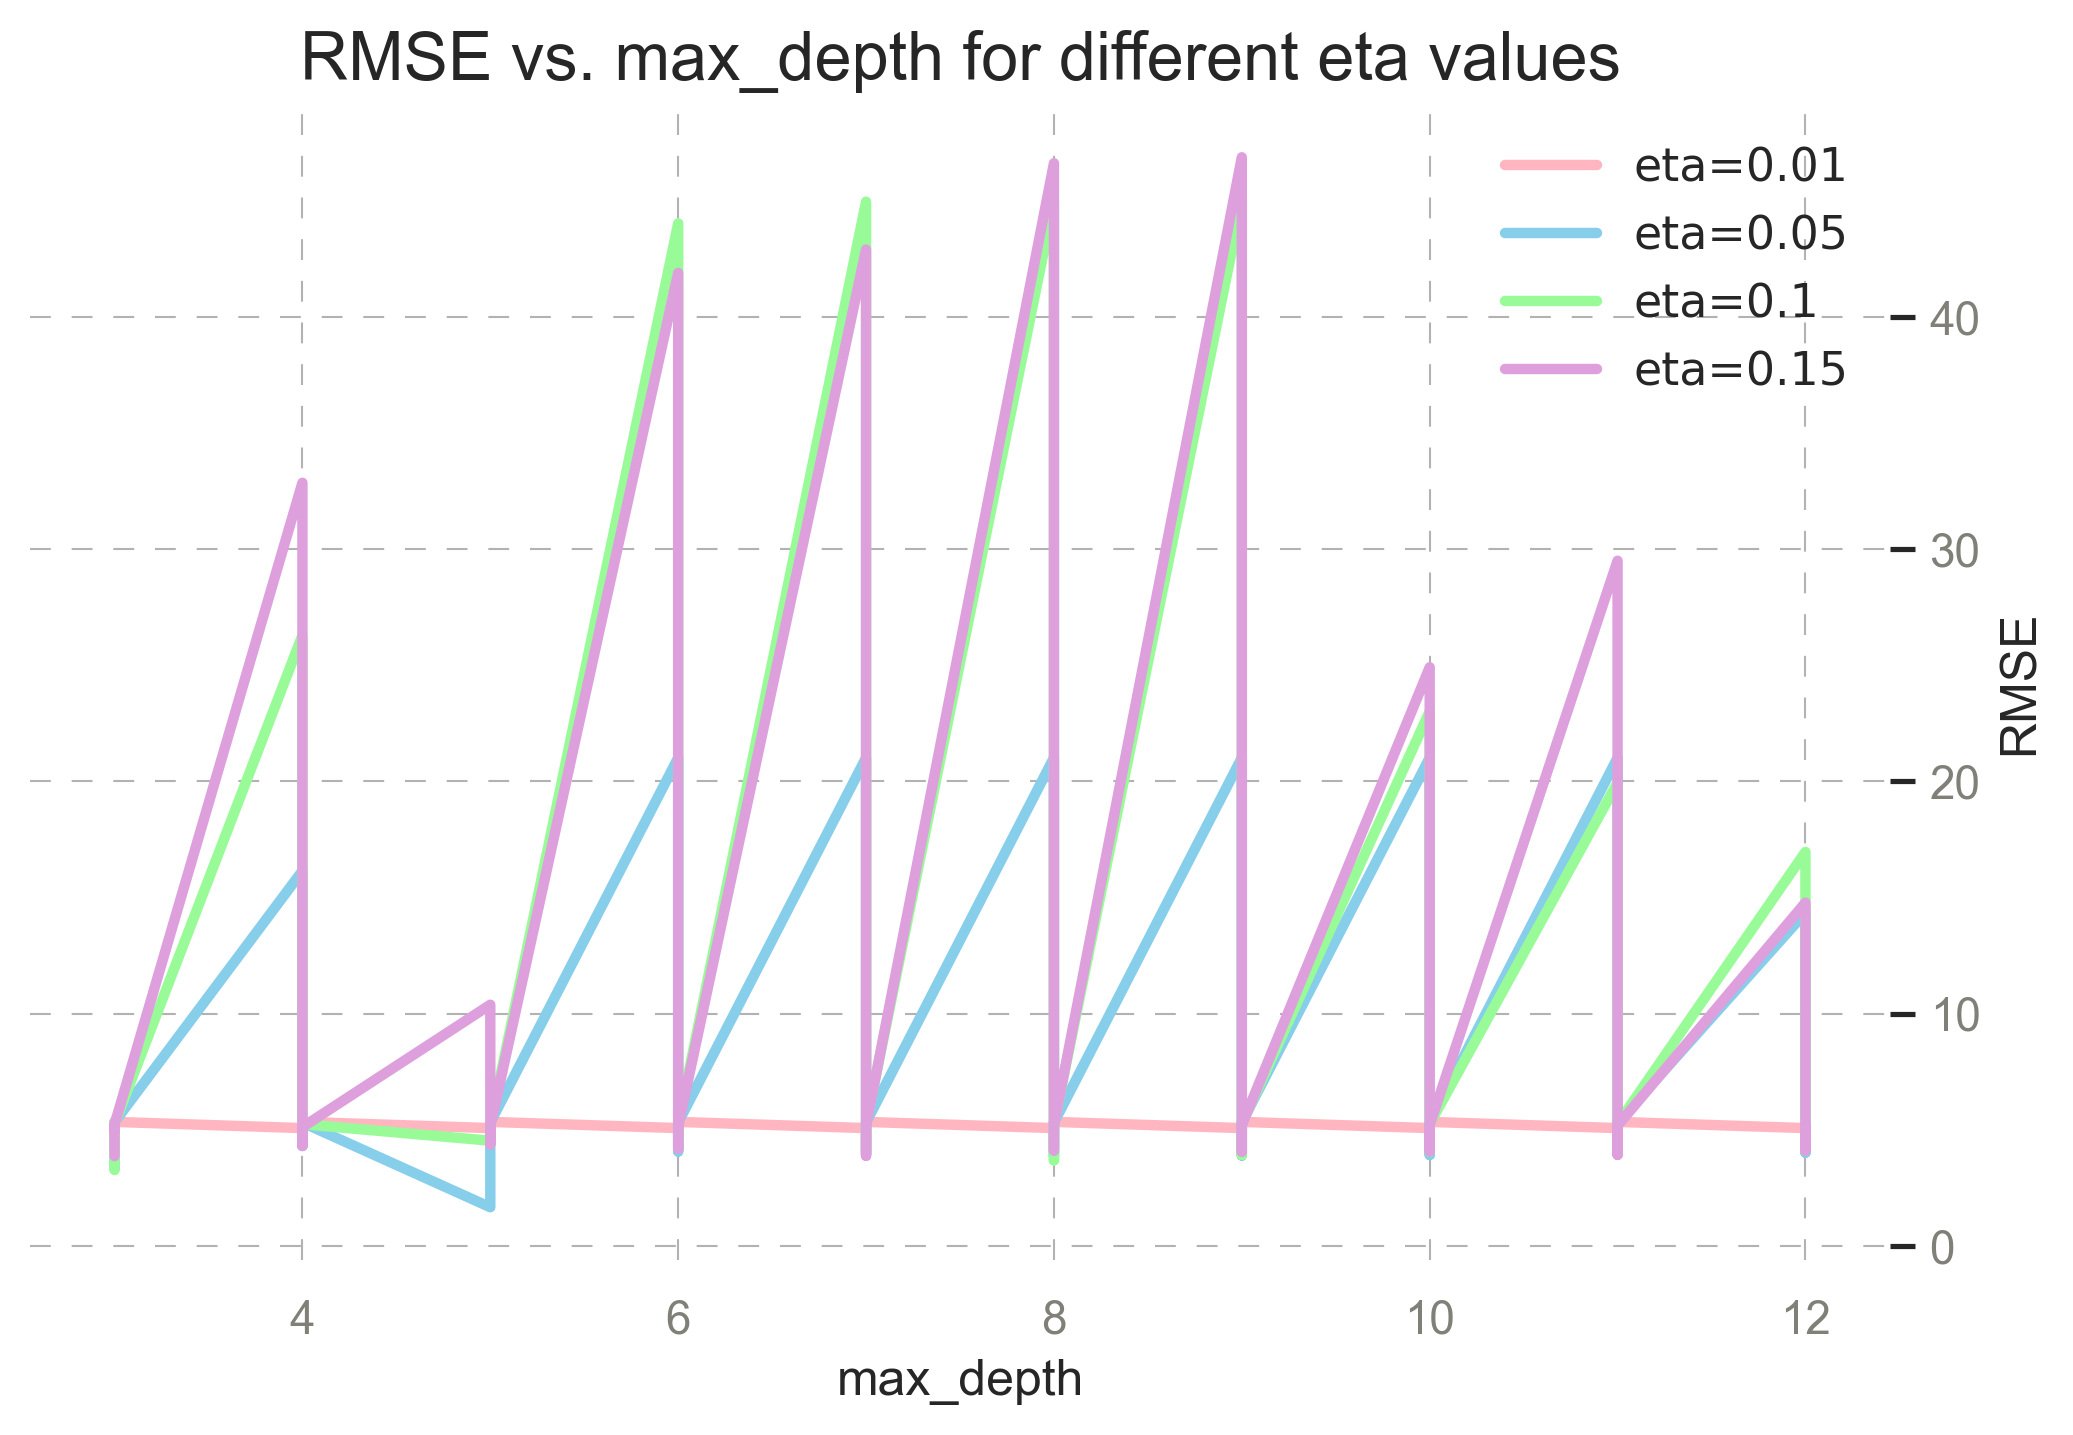 RMSE vs. max_depth for different eta values
eta=0.01
eta=0.05
eta=0.1
eta=0.15
40
30
20
10
0
RMSE
4 6 8 10 12
max_depth